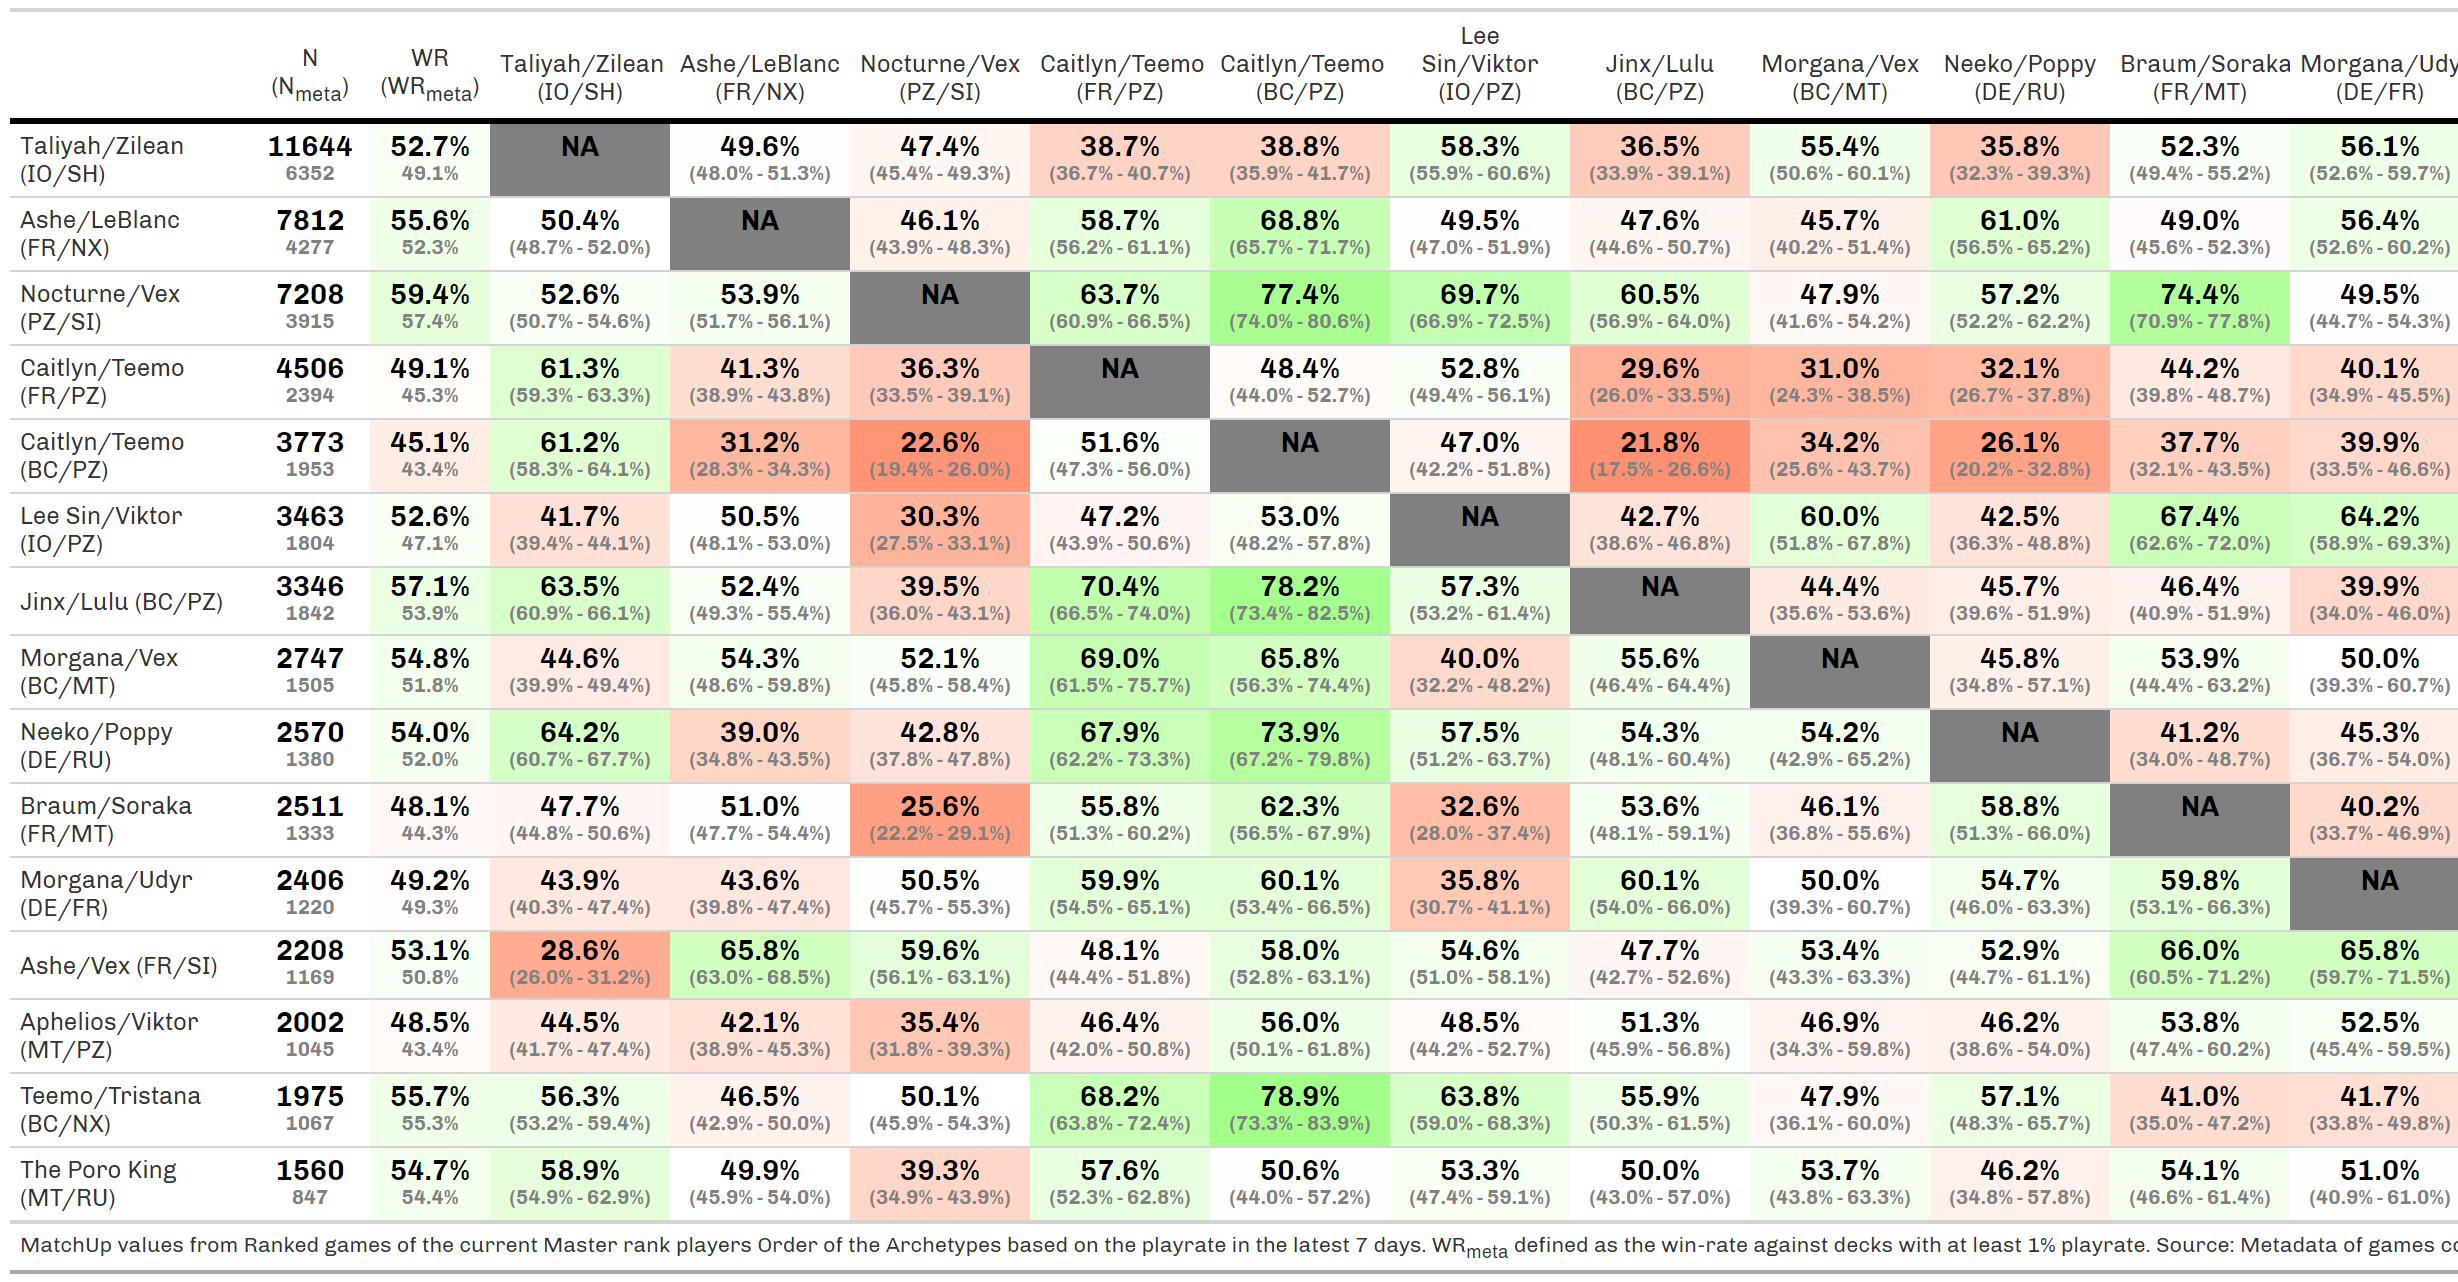 N (Nmeta) WR (WRmeta) Taliyah/Zilean (IO/SH) Ashe/LeBlanc (FR/NX) Nocturne/Vex (PZ/SI) Caitlyn/Teemo (FR/PZ) Caitlyn/Teemo (BC/PZ) Lee Sin/Viktor (IO/PZ) Jinx/Lulu (BC/PZ) Morgana/Vex (BC/MT) Neeko/Poppy (DE/RU) Braum/Soraka (FR/MT) Morgana/Udy (DE/FR)
Taliyah/Zilean 11644 52.7% NA 49.6% 47.4% 38.7% 38.8% 58.3% 36.5% 55.4% 35.8% 52.3% 56.1%
(IO/SH) 6352 49.1% (48.0% - 51.3%) (45.4% - 49.3%) (36.7% - 40.7%) (35.9% - 41.7%) (55.9% - 60.6%) (33.9% - 39.1%) (50.6% - 60.1%) (32.3% - 39.3%) (49.4% - 55.2%) (52.6% - 59.7%)
Ashe/LeBlanc 7812 55.6% 50.4% NA 46.1% 58.7% 68.8% 49.5% 47.6% 45.7% 61.0% 49.0% 56.4%
(FR/NX) 4277 52.3% (48.7% - 52.0%) (43.9% - 48.3%) (56.2% - 61.1%) (65.7% - 71.7%) (47.0% - 51.9%) (44.6% - 50.7%) (40.2% - 51.4%) (56.5% - 65.2%) (45.6% - 52.3%) (52.6% - 60.2%)
Nocturne/Vex 7208 59.4% 52.6% 53.9% NA 63.7% 77.4% 69.7% 60.5% 47.9% 57.2% 74.4% 49.5%
(PZ/SI) 3915 57.4% (50.7% - 54.6%) (51.7% - 56.1%) (60.9% - 66.5%) (74.0% - 80.6%) (66.9% - 72.5%) (56.9% - 64.0%) (41.6% - 54.2%) (52.2% - 62.2%) (70.9% - 77.8%) (44.7% - 54.3%)
Caitlyn/Teemo 4506 49.1% 61.3% 41.3% 36.3% NA 48.4% 52.8% 29.6% 31.0% 32.1% 44.2% 40.1%
(FR/PZ) 2394 45.3% (59.3% - 63.3%) (38.9% - 43.8%) (33.5% - 39.1%) (44.0% - 52.7%) (49.4% - 56.1%) (26.0% - 33.5%) (24.3% - 38.5%) (26.7% - 37.8%) (39.8% - 48.7%) (34.9% - 45.5%)
Caitlyn/Teemo 3773 45.1% 61.2% 31.2% 22.6% 51.6% NA 47.0% 21.8% 34.2% 26.1% 37.7% 39.9%
(BC/PZ) 1953 43.4% (58.3% - 64.1%) (28.3% - 34.3%) (19.4% - 26.0%) (47.3% - 56.0%) (42.2% - 51.8%) (17.5% - 26.6%) (25.6% - 43.7%) (20.2% - 32.8%) (32.1% - 43.5%) (33.5% - 46.6%)
Lee Sin/Viktor 3463 52.6% 41.7% 50.5% 30.3% 47.2% 53.0% NA 42.7% 60.0% 42.5% 67.4% 64.2%
(IO/PZ) 1804 47.1% (39.4% - 44.1%) (48.1% - 53.0%) (27.5% - 33.1%) (43.9% - 50.6%) (48.2% - 57.8%) (38.6% - 46.8%) (51.8% - 67.8%) (36.3% - 48.8%) (62.6% - 72.0%) (58.9% - 69.3%)
Jinx/Lulu (BC/PZ) 3346 57.1% 63.5% 52.4% 39.5% 70.4% 78.2% 57.3% NA 44.4% 45.7% 46.4% 39.9%
1842 53.9% (60.9% - 66.1%) (49.3% - 55.4%) (36.0% - 43.1%) (66.5% - 74.0%) (73.4% - 82.5%) (53.2% - 61.4%) (35.6% - 53.6%) (39.6% - 51.9%) (40.9% - 51.9%) (34.0% - 46.0%)
Morgana/Vex 2747 54.8% 44.6% 54.3% 52.1% 69.0% 65.8% 40.0% 55.6% NA 45.8% 53.9% 50.0%
(BC/MT) 1505 51.8% (39.9% - 49.4%) (48.6% - 59.8%) (45.8% - 58.4%) (61.5% - 75.7%) (56.3% - 74.4%) (32.2% - 48.2%) (46.4% - 64.4%) (34.8% - 57.1%) (44.4% - 63.2%) (39.3% - 60.7%)
Neeko/Poppy 2570 54.0% 64.2% 39.0% 42.8% 67.9% 73.9% 57.5% 54.3% 54.2% NA 41.2% 45.3%
(DE/RU) 1380 52.0% (60.7% - 67.7%) (34.8% - 43.5%) (37.8% - 47.8%) (62.2% - 73.3%) (67.2% - 79.8%) (51.2% - 63.7%) (48.1% - 60.4%) (42.9% - 65.2%) (34.0% - 48.7%) (36.7% - 54.0%)
Braum/Soraka 2511 48.1% 47.7% 51.0% 25.6% 55.8% 62.3% 32.6% 53.6% 46.1% 58.8% NA 40.2%
(FR/MT) 1333 44.3% (44.8% - 50.6%) (47.7% - 54.4%) (22.2% - 29.1%) (51.3% - 60.2%) (56.5% - 67.9%) (28.0% - 37.4%) (48.1% - 59.1%) (36.8% - 55.6%) (51.3% - 66.0%) (33.7% - 46.9%)
Morgana/Udyr 2406 49.2% 43.9% 43.6% 50.5% 59.9% 60.1% 35.8% 60.1% 50.0% 54.7% 59.8% NA
(DE/FR) 1220 49.3% (40.3% - 47.4%) (39.8% - 47.4%) (45.7% - 55.3%) (54.5% - 65.1%) (53.4% - 66.5%) (30.7% - 41.1%) (54.0% - 66.0%) (39.3% - 60.7%) (46.0% - 63.3%) (53.1% - 66.3%)
Ashe/Vex (FR/SI) 2208 53.1% 28.6% 65.8% 59.6% 48.1% 58.0% 54.6% 47.7% 53.4% 52.9% 66.0% 65.8%
1169 50.8% (26.0% - 31.2%) (63.0% - 68.5%) (56.1% - 63.1%) (44.4% - 51.8%) (52.8% - 63.1%) (51.0% - 58.1%) (42.7% - 52.6%) (43.3% - 63.3%) (44.7% - 61.1%) (60.5% - 71.2%) (59.7% - 71.5%)
Aphelios/Viktor 2002 48.5% 44.5% 42.1% 35.4% 46.4% 56.0% 48.5% 51.3% 46.9% 46.2% 53.8% 52.5%
(MT/PZ) 1045 43.4% (41.7% - 47.4%) (38.9% - 45.3%) (31.8% - 39.3%) (42.0% - 50.8%) (50.1% - 61.8%) (44.2% - 52.7%) (45.9% - 56.8%) (34.3% - 59.8%) (38.6% - 54.0%) (47.4% - 60.2%) (45.4% - 59.5%)
Teemo/Tristana 1975 55.7% 56.3% 46.5% 50.1% 68.2% 78.9% 63.8% 55.9% 47.9% 57.1% 41.0% 41.7%
(BC/NX) 1067 55.3% (53.2% - 59.4%) (42.9% - 50.0%) (45.9% - 54.3%) (63.8% - 72.4%) (73.3% - 83.9%) (59.0% - 68.3%) (50.3% - 61.5%) (36.1% - 60.0%) (48.3% - 65.7%) (35.0% - 47.2%) (33.8% - 49.8%)
The Poro King 1560 54.7% 58.9% 49.9% 39.3% 57.6% 50.6% 53.3% 50.0% 53.7% 46.2% 54.1% 51.0%
(MT/RU) 847 54.4% (54.9% - 62.9%) (45.9% - 54.0%) (34.9% - 43.9%) (52.3% - 62.8%) (44.0% - 57.2%) (47.4% - 59.1%) (43.0% - 57.0%) (43.8% - 63.3%) (34.8% - 57.8%) (46.6% - 61.4%) (40.9% - 61.0%)
MatchUp values from Ranked games of the current Master rank players Order of the Archetypes based on the playrate in the latest 7 days. WRmeta defined as the win-rate against decks with at least 1% playrate. Source: Metadata of games co